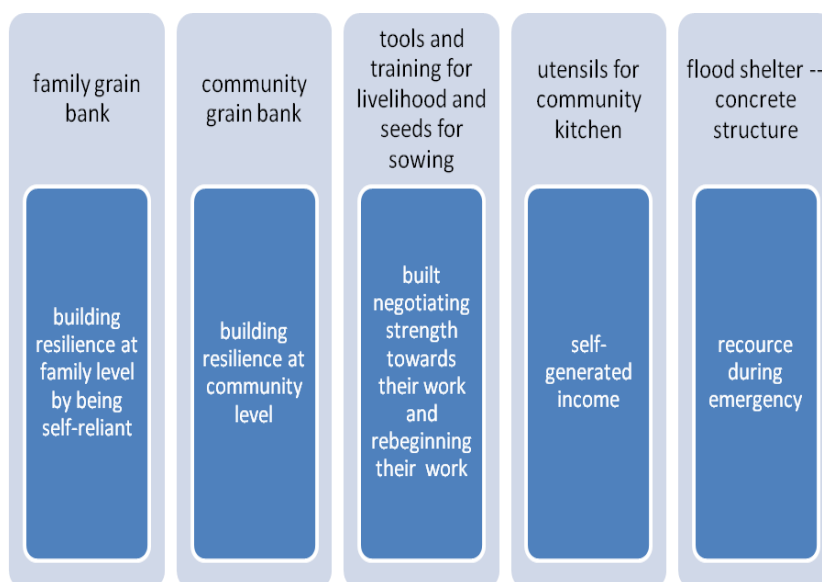 family grain
bank
building
resilience at
family level
by being
self-reliant
community
grain bank
building
resilience at
community
level
tools and
training for
livelihood and
seeds for
sowing
built
negotiating
strength
towards
their work
and
rebeginning
their work
utensils for
community
kitchen
self-
generated
income
flood shelter --
concrete
structure
recource
during
emergency